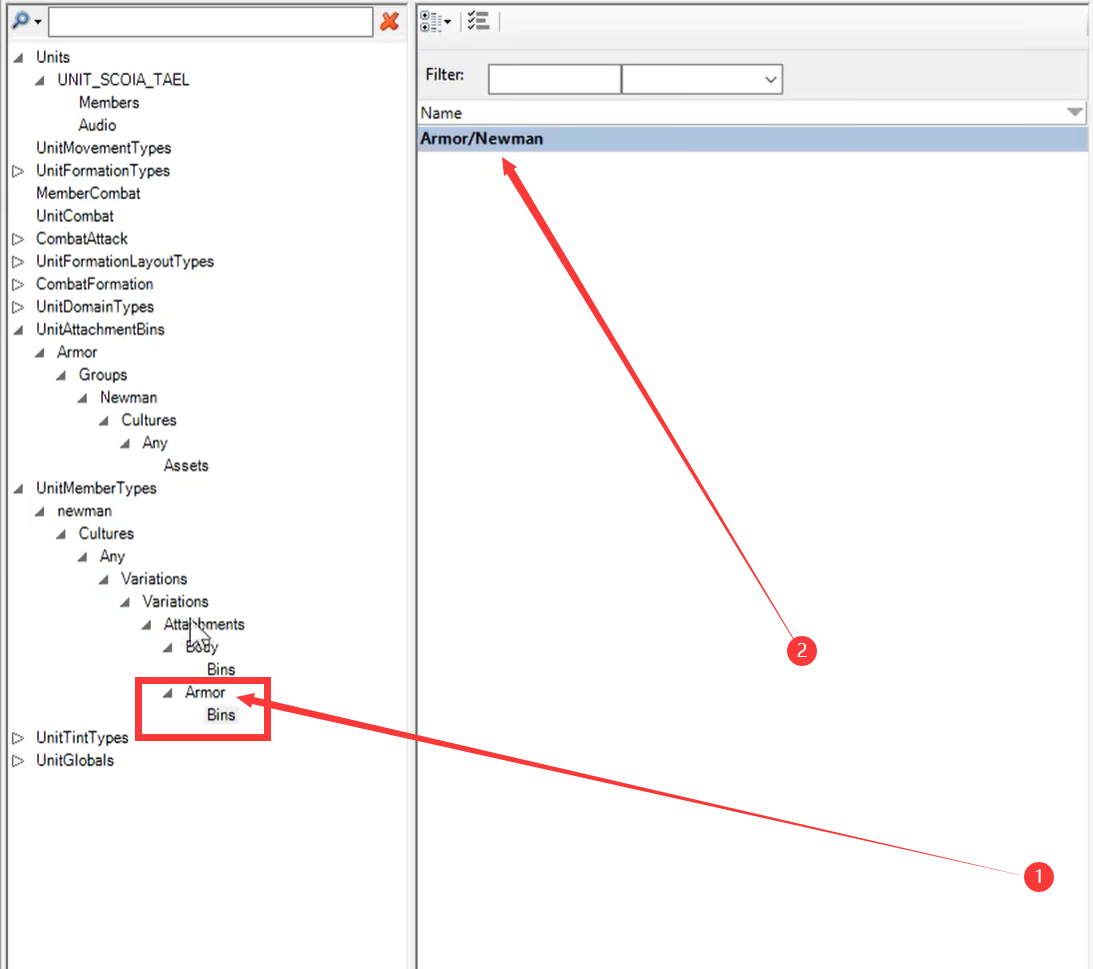 Units
UNIT_SCOIA_TAEL
Members
Audio
UnitMovementTypes
UnitFormationTypes
MemberCombat
UnitCombat
CombatAttack
UnitFormationLayoutTypes
CombatFormation
UnitDomainTypes
UnitAttachmentBins
Armor
Groups
Newman
Cultures
Any
Assets
UnitMemberTypes
newman
Cultures
Any
Variations
Variations
Attachments
Body
Bins
Armor
Bins
UnitTintTypes
UnitGlobals
Filter:
Name
Armor/Newman
2
1